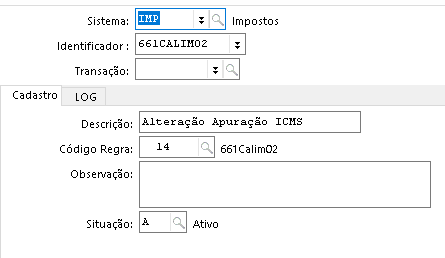 Sistema: IMP Impostos
Identificador : 661CALIM02
Transação:
Cadastro LOG
Descrição: Alteração Apuração ICMS
Código Regra: 14 661Calim02
Observação:
Situação: A Ativo